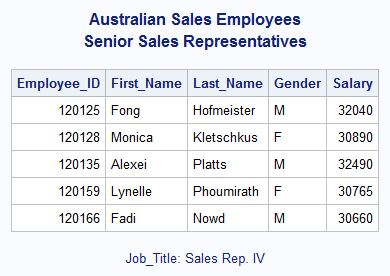 Australian Sales Employees
Senior Sales Representatives
Employee_ID First_Name Last_Name Gender Salary
120125 Fong Hofmeister M 32040
120128 Monica Kletschkus F 30890
120135 Alexei Platts M 32490
120159 Lynelle Phoumirath F 30765
120166 Fadi Nowd M 30660
Job_Title: Sales Rep. IV